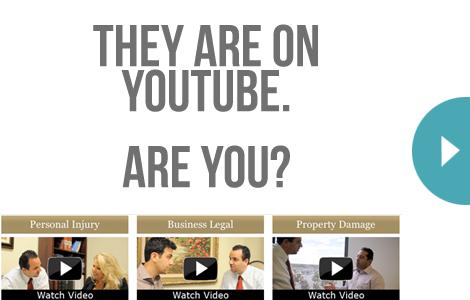 THEY ARE ON
YOUTUBE.
ARE YOU?
Personal Injury
Business Legal
Property Damage
Watch Video
Watch Video
Watch Video